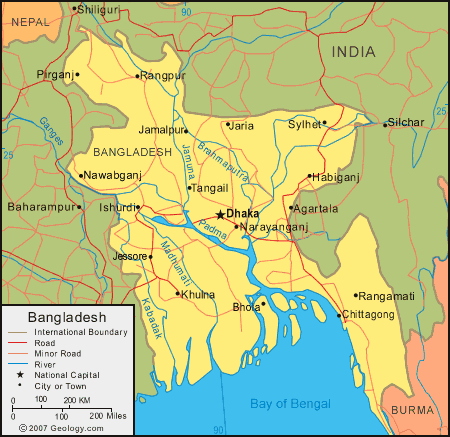 Shiliguri
NEPAL
INDIA
Pirganj
Rangpur
Ganges
25
Jamalpur
Jaria
Sylhet
Silchar
25
BANGLADESH
Jamuna
Brahmaputra
Nawabganj
Tangail
Habiganj
Baharampur
Ishurdi
Dhaka
Agartala
Padma
Narayanganj
Jessore
Madhumati
Kabadak
Khulna
Bhola
Rangamati
Chittagong
Bangladesh
International Boundary
Road
Minor Road
River
National Capital
City or Town
0 100 200 KM
0 100 200 Miles
© 2007 Geology.com
Bay of Bengal
BURMA
90
90